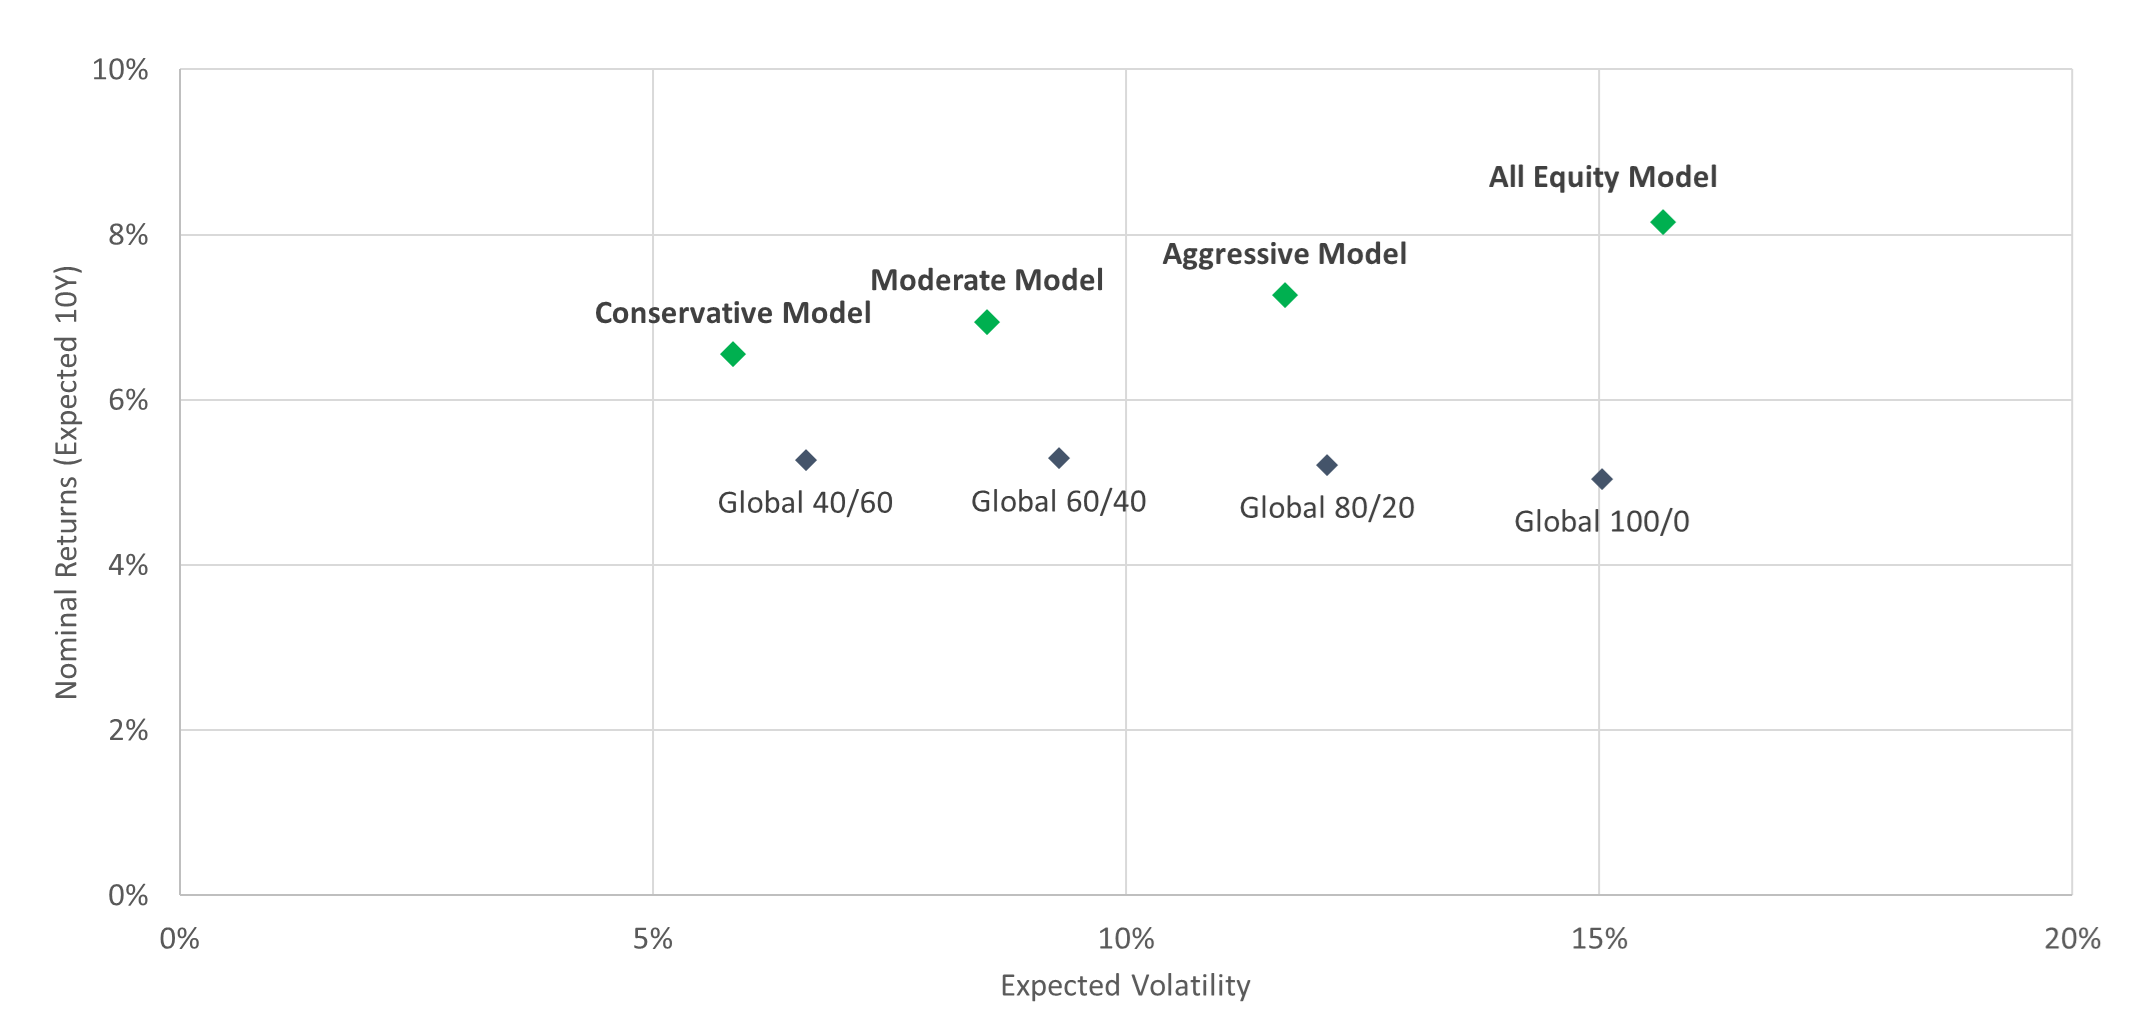 10%
8%
6%
4%
2%
0%
Nominal Returns (Expected 10Y)
All Equity Model
Aggressive Model
Moderate Model
Conservative Model
Global 40/60
Global 60/40
Global 80/20
Global 100/0
0%
5%
10%
15%
20%
Expected Volatility